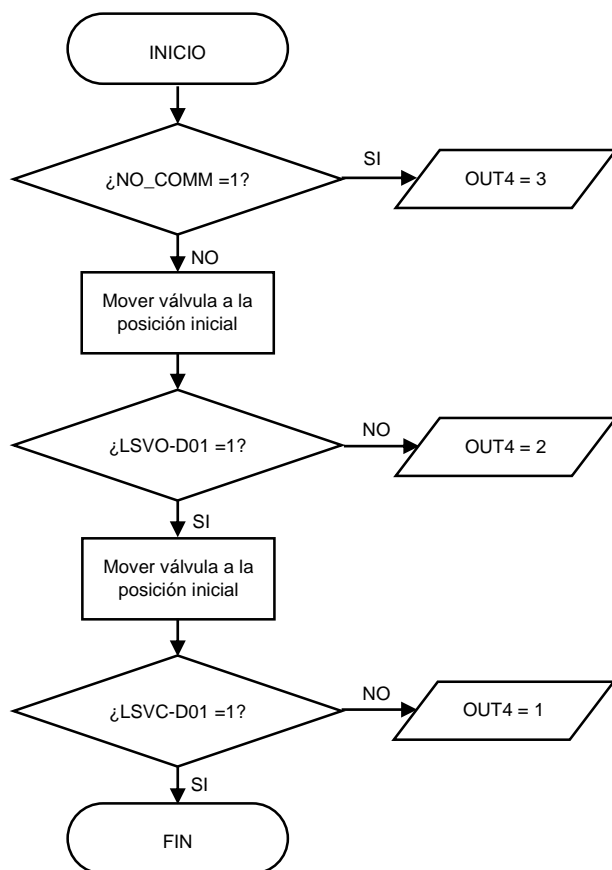 INICIO
¿NO_COMM =1?
SI
OUT4 = 3
NO
Mover válvula a la
posición inicial
¿LSVO-D01 =1?
NO
OUT4 = 2
SI
Mover válvula a la
posición inicial
¿LSVC-D01 =1?
NO
OUT4 = 1
SI
FIN